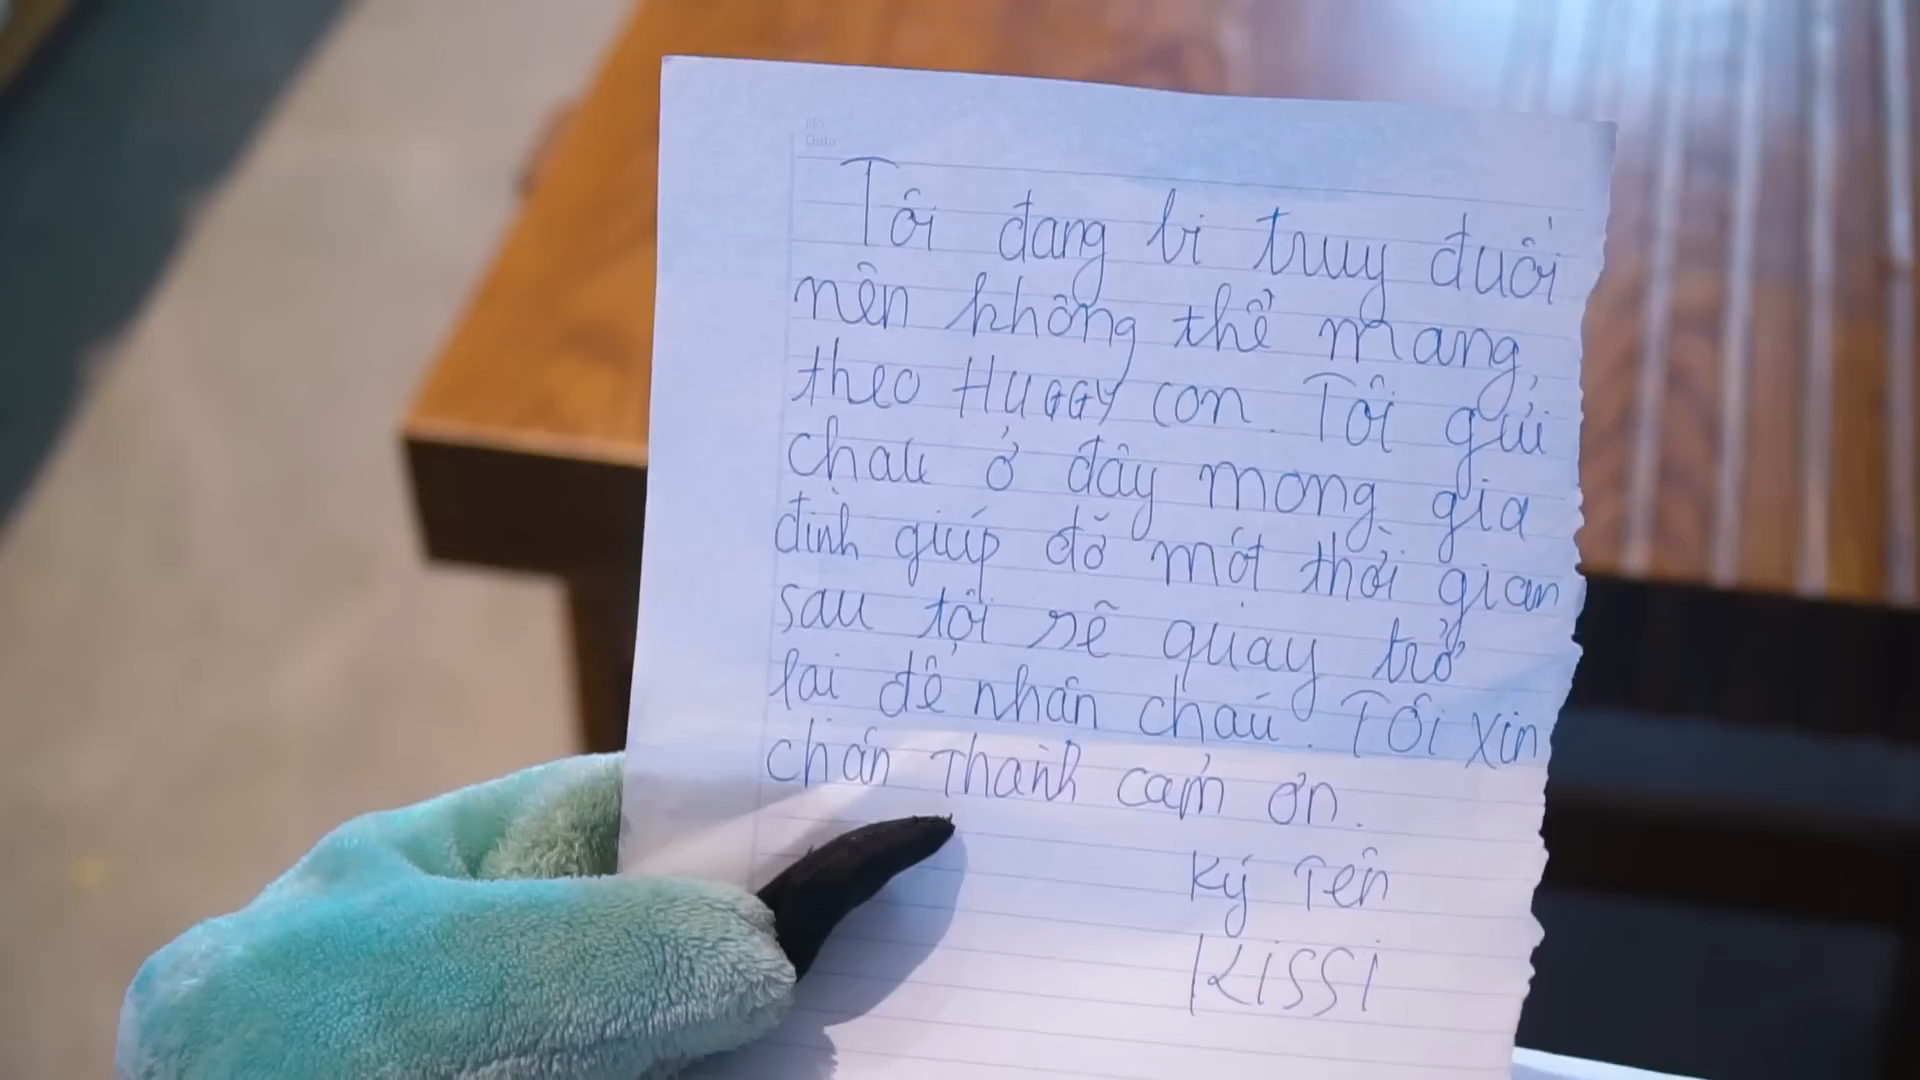 No.
Date
Tôi đang bị truy đuổi
nên không thể mang
theo HUGGY con. Tôi gửi
cháu ở đây mong gia
đình giúp đỡ một thời gian
sau tôi sẽ quay trở
lại để nhận cháu. Tôi xin
chân Thành cảm ơn.
Ký Tên
KISSI